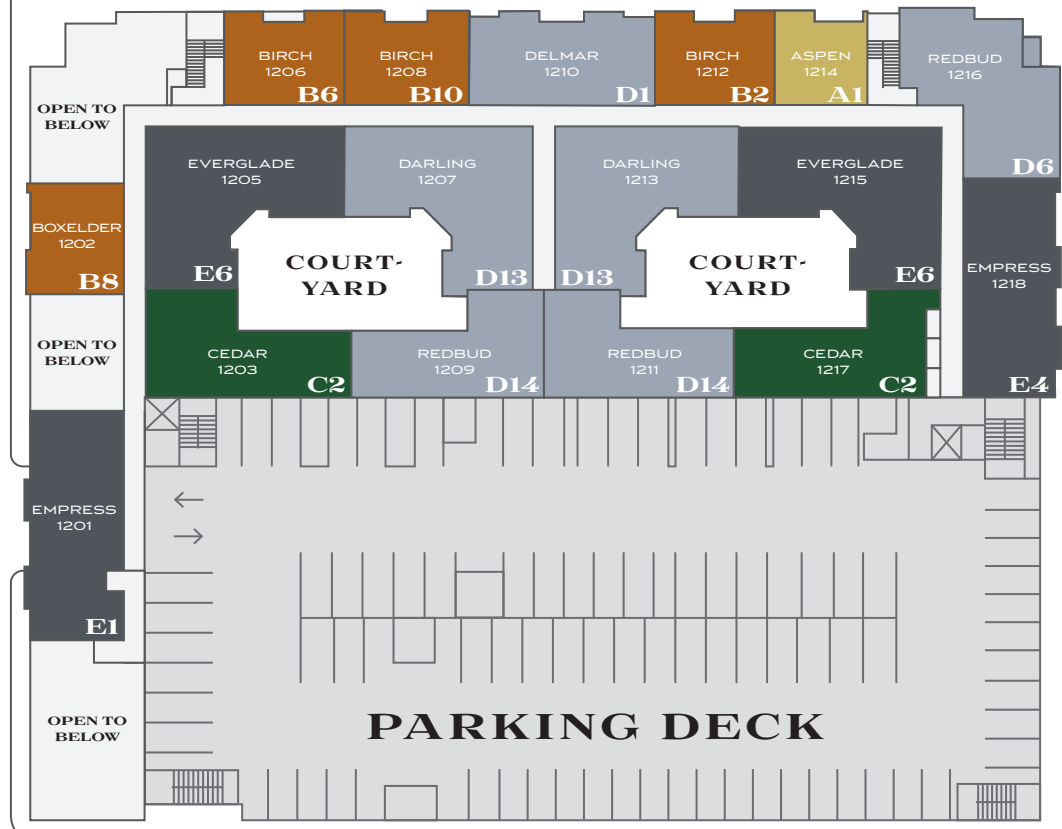 BIRCH
1206
B6
BIRCH
1208
B10
DELMAR
1210
D1
BIRCH
1212
B2
ASPEN
1214
A1
REDBUD
1216
D6
OPEN TO
BELOW
EVERGLADE
1205
E6
DARLING
1207
D13
DARLING
1213
D13
EVERGLADE
1215
E6
BOXELDER
1202
B8
COURT-
YARD
COURT-
YARD
EMPRESS
1218
E4
OPEN TO
BELOW
CEDAR
1203
C2
REDBUD
1209
D14
REDBUD
1211
D14
CEDAR
1217
C2
EMPRESS
1201
E1
OPEN TO
BELOW
PARKING DECK